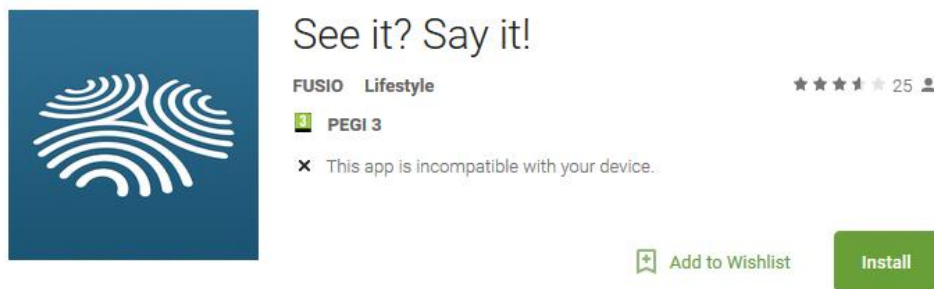 See it? Say it!
FUSIO Lifestyle
25
3 PEGI 3
This app is incompatible with your device.
Add to Wishlist
Install